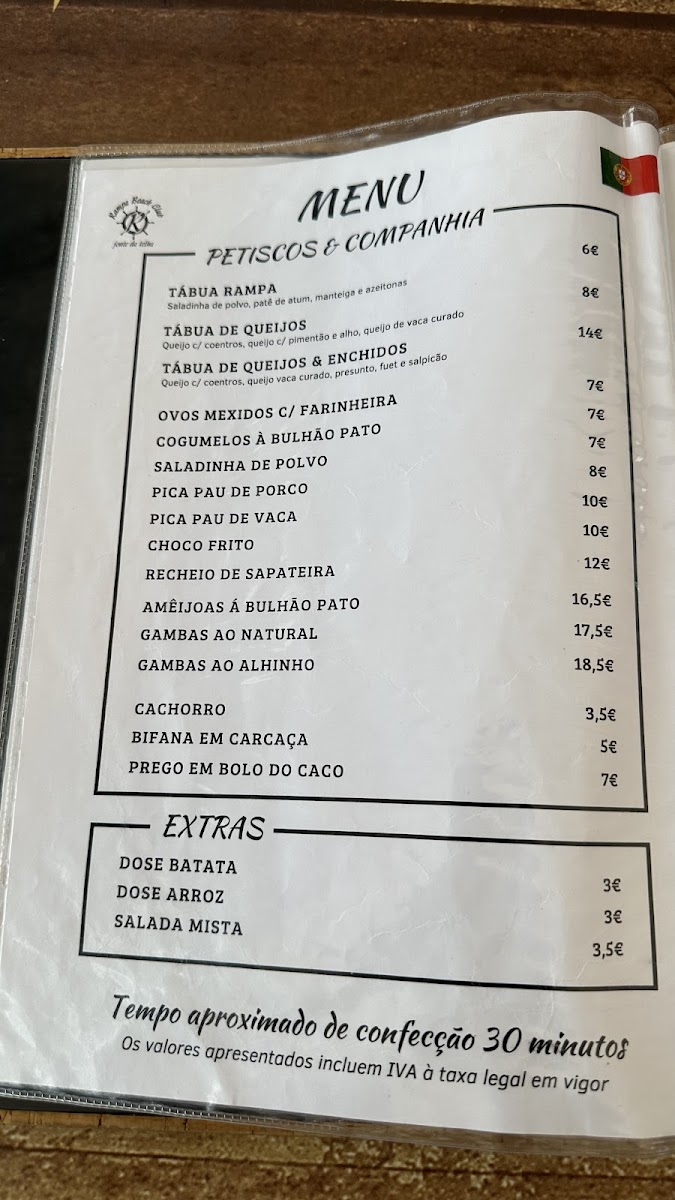 Rampa Beach Club
R
fonte da telha
MENU
PETISCOS & COMPANHIA
TÁBUA RAMPA 6€
Saladinha de polvo, patê de atum, manteiga e azeitonas
TÁBUA DE QUEIJOS 8€
Queijo c/ coentros, queijo c/ pimentão e alho, queijo de vaca curado
TÁBUA DE QUEIJOS & ENCHIDOS 14€
Queijo c/ coentros, queijo vaca curado, presunto, fuet e salpicão
OVOS MEXIDOS C/ FARINHEIRA 7€
COGUMELOS À BULHÃO PATO 7€
SALADINHA DE POLVO 7€
PICA PAU DE PORCO 8€
PICA PAU DE VACA 10€
CHOCO FRITO 10€
RECHEIO DE SAPATEIRA 12€
AMÊIJOAS Á BULHÃO PATO 16,5€
GAMBAS AO NATURAL 17,5€
GAMBAS AO ALHINHO 18,5€
CACHORRO 3,5€
BIFANA EM CARCAÇA 5€
PREGO EM BOLO DO CACO 7€
EXTRAS
DOSE BATATA 3€
DOSE ARROZ 3€
SALADA MISTA 3,5€
Tempo aproximado de confecção 30 minutos
Os valores apresentados incluem IVA à taxa legal em vigor